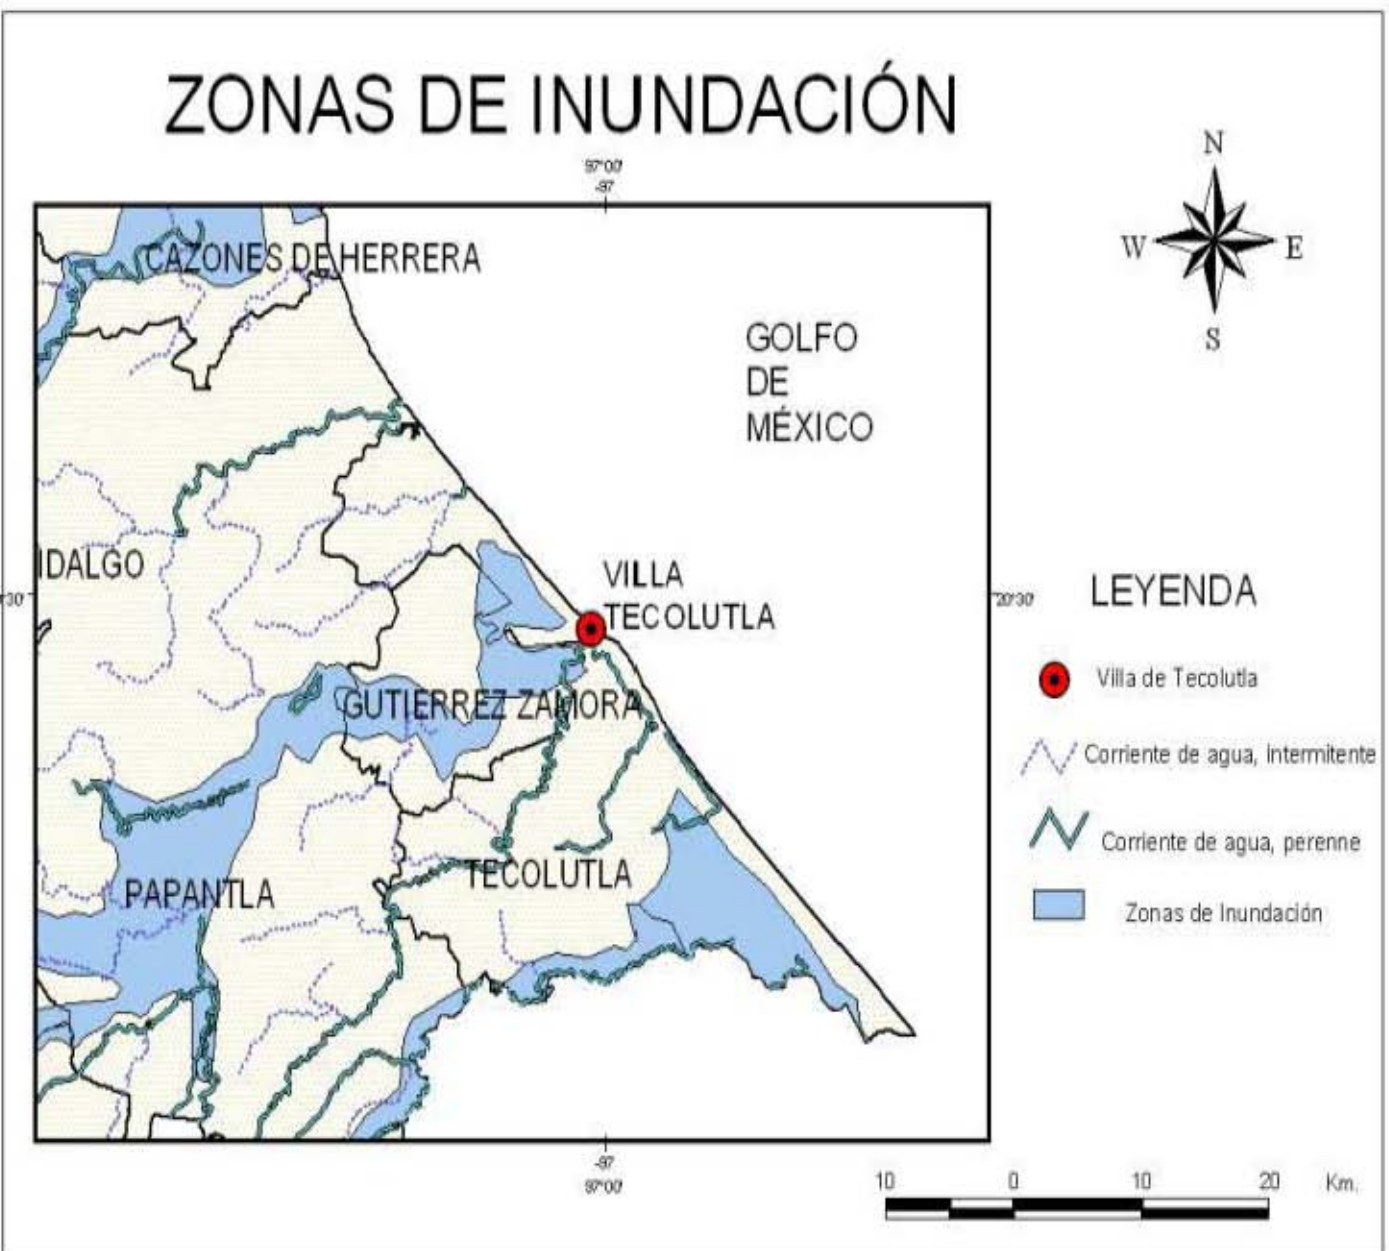 ZONAS DE INUNDACIÓN
97°00'
-97
N
W
E
S
CAZONES DE HERRERA
GOLFO
DE
MÉXICO
IDALGO
VILLA
TECOLUTLA
30'
20°30'
GUTIERREZ ZAMORA
PAPANTLA
TECOLUTLA
-97
97°00'
LEYENDA
Villa de Tecolutla
Corriente de agua, intermitente
Corriente de agua, perenne
Zonas de Inundación
10 0 10 20 Km.